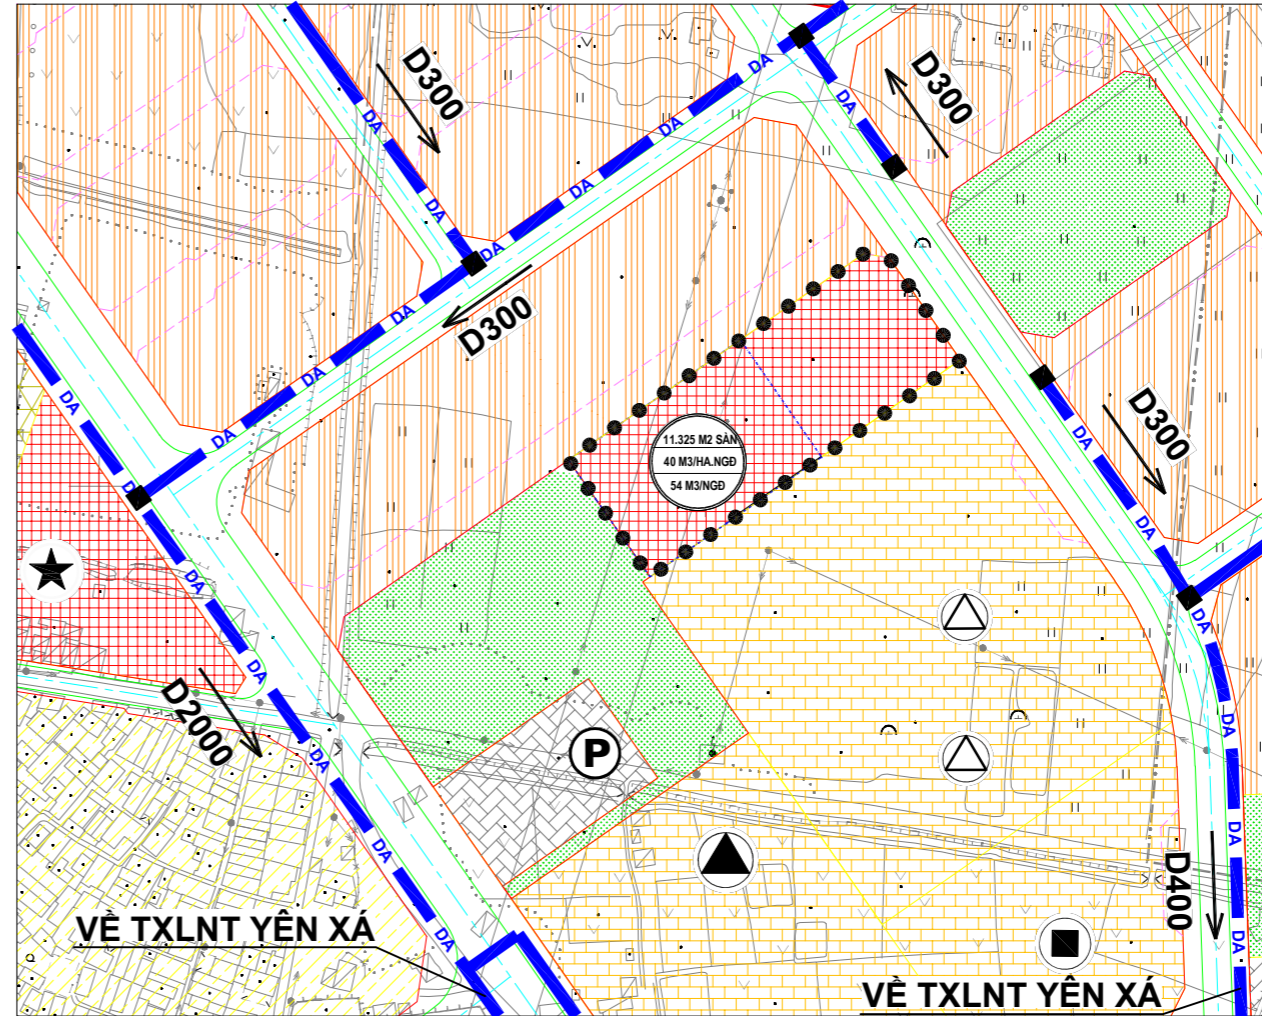 D300
D300
DA
DA
DA
DA
DA
DA
DA
DA
DA
D300
DA
DA
DA
DA
DA
D300
11.325 M2 SÀN
40 M3/HA.NGĐ
54 M3/NGĐ
DA
DA
DA
D2000
P
DA
DA
DA
DA
D400
DA
DA
VỀ TXLNT YÊN XÁ
VỀ TXLNT YÊN XÁ